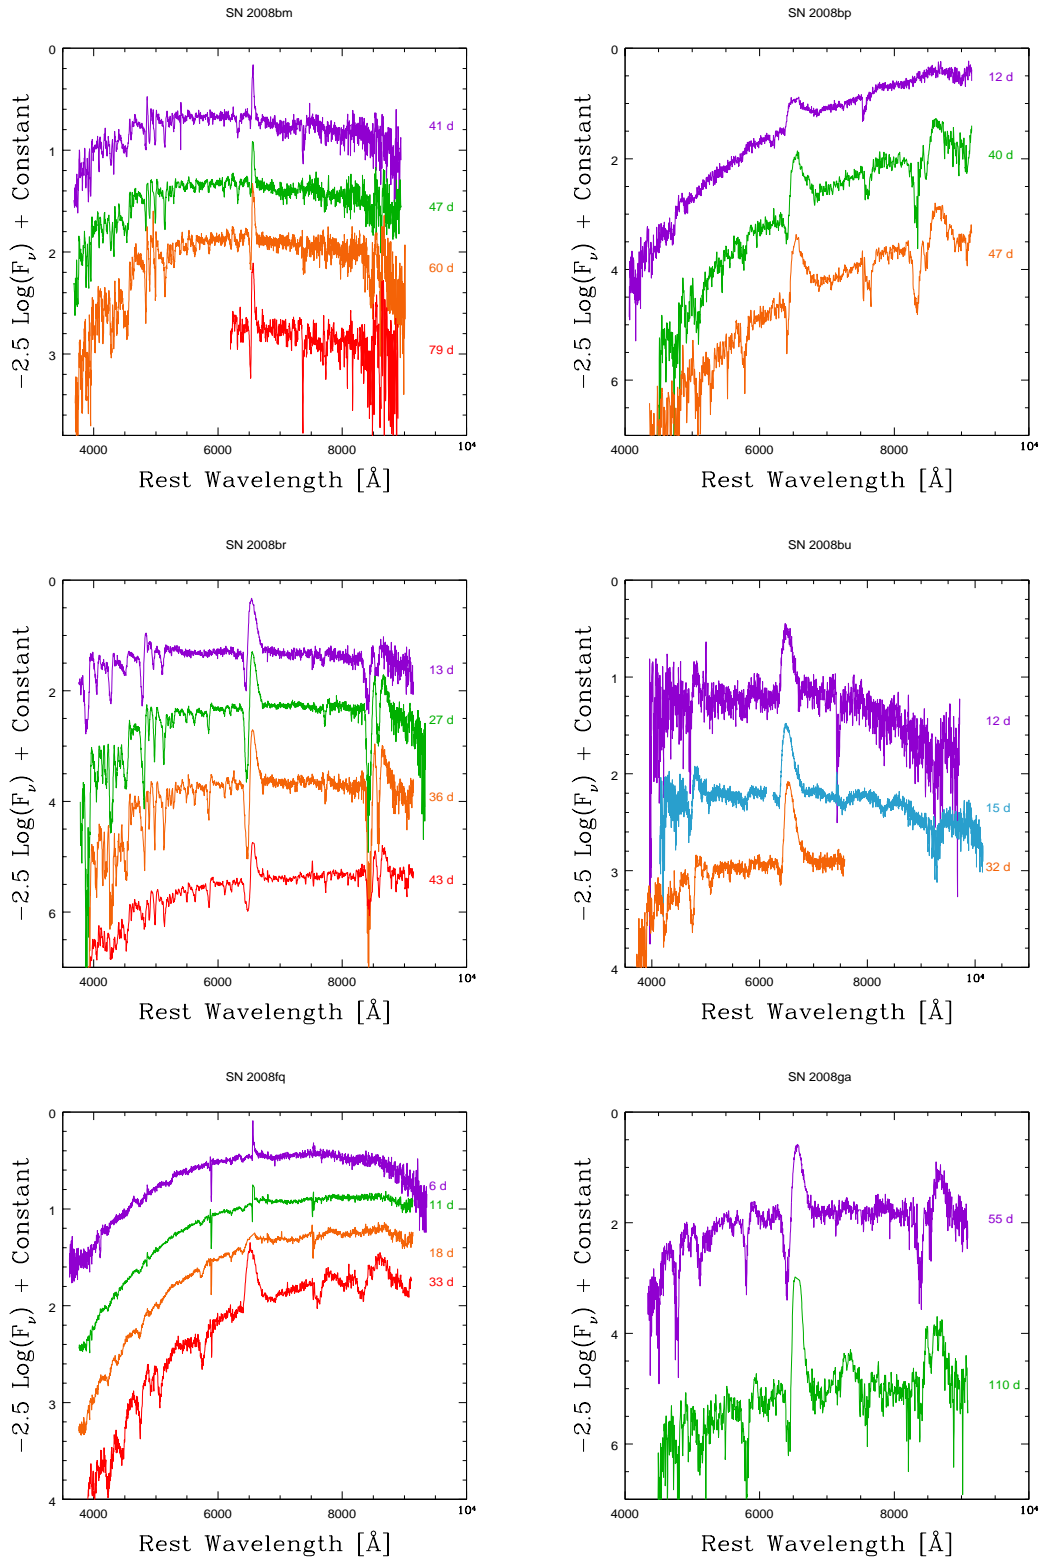 SN 2008bm
0
1
2
3
−2.5 Log(Fν) + Constant
41 d
47 d
60 d
79 d
4000 6000 8000 10⁴
Rest Wavelength [Å]
SN 2008bp
0
2
4
6
−2.5 Log(Fν) + Constant
12 d
40 d
47 d
4000 6000 8000 10⁴
Rest Wavelength [Å]
SN 2008br
0
2
4
6
−2.5 Log(Fν) + Constant
13 d
27 d
36 d
43 d
4000 6000 8000 10⁴
Rest Wavelength [Å]
SN 2008bu
0
1
2
3
4
−2.5 Log(Fν) + Constant
12 d
15 d
32 d
4000 6000 8000 10⁴
Rest Wavelength [Å]
SN 2008fq
0
1
2
3
4
−2.5 Log(Fν) + Constant
6 d
11 d
18 d
33 d
4000 6000 8000 10⁴
Rest Wavelength [Å]
SN 2008ga
0
2
4
6
−2.5 Log(Fν) + Constant
55 d
110 d
4000 6000 8000 10⁴
Rest Wavelength [Å]